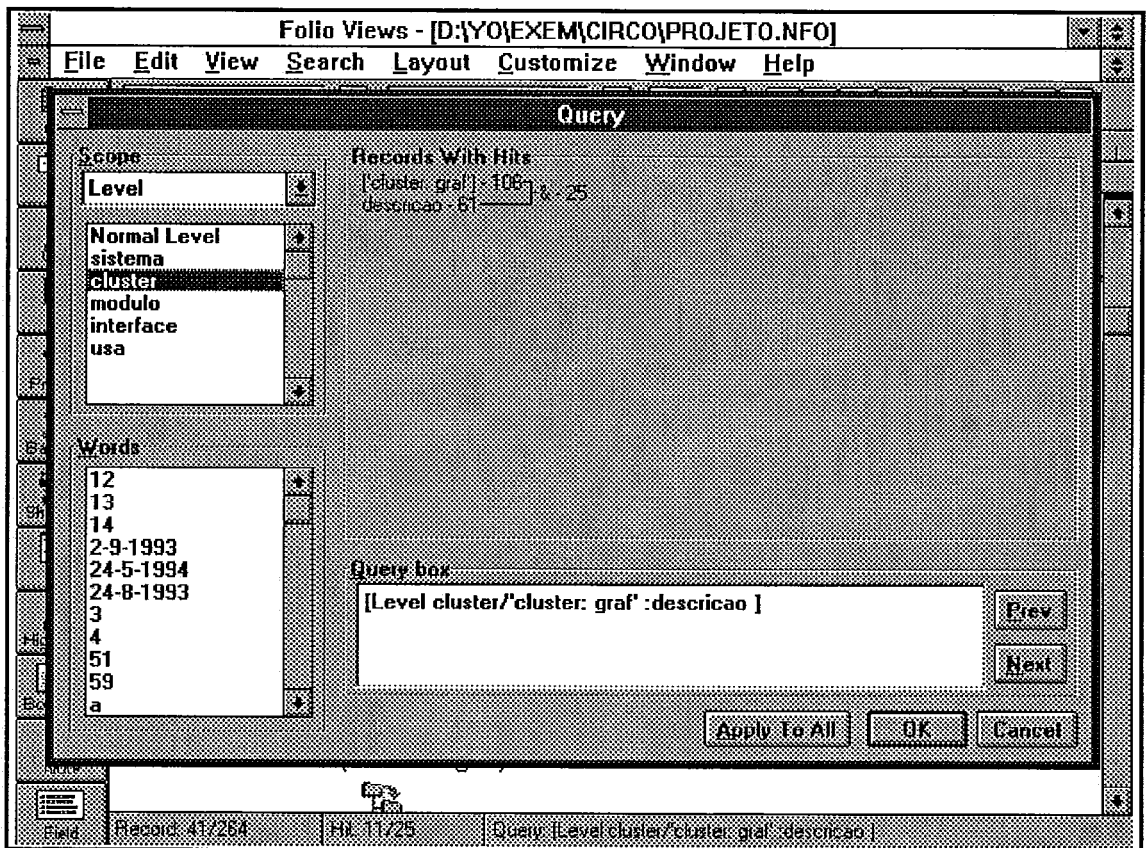 Folio Views - [D:\YO\EXEM\CIRCO\PROJETO.NFO]
File Edit View Search Layout Customize Window Help
Query
Scope
Level
Normal Level
sistema
cluster
modulo
interface
usa
Words
12
13
14
2-9-1993
24-5-1994
24-8-1993
3
4
51
59
a
Records With Hits
['cluster: graf'] - 106
descricao - 61
& - 25
Query box
[Level cluster/'cluster: graf' :descricao ]
Prev
Next
Apply To All OK Cancel
Field
Record: 41/264 Hit: 11/25 Query: [Level cluster/'cluster: graf' :descricao ]